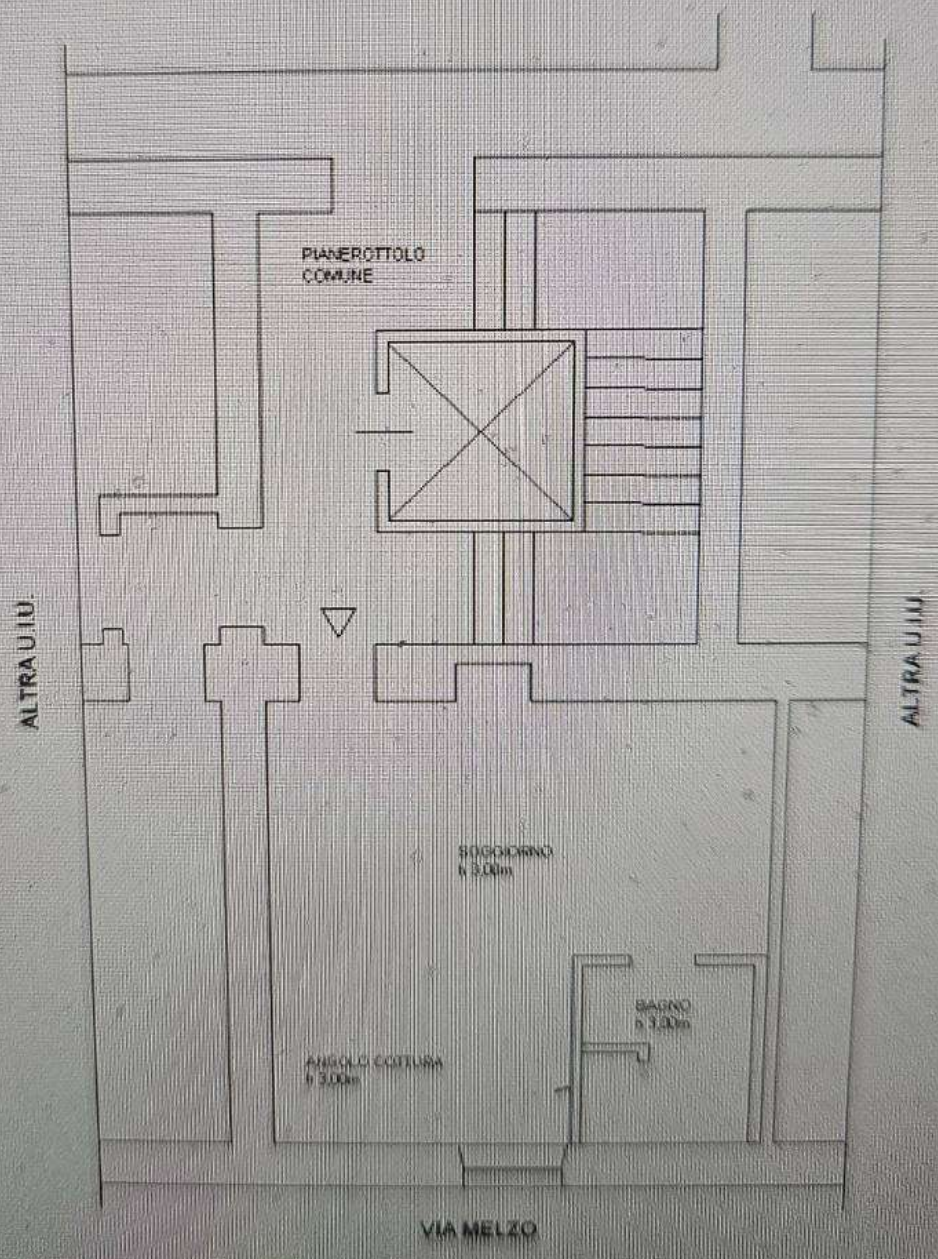 PIANEROTTOLO
COMUNE
ALTRA U.I.U.
ALTRA U.I.U.
SOGGIORNO
h 3,00m
BAGNO
h 3,00m
ANGOLO COTTURA
h 3,00m
VIA MELZO